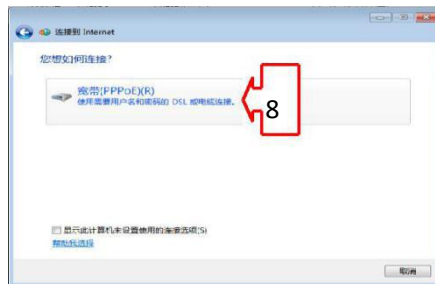 连接到 Internet
您想如何连接?
宽带(PPPoE)(R)
使用需要用户名和密码的 DSL 或电缆连接。
8
显示此计算机未设置使用的连接选项(S)
帮助我选择
取消